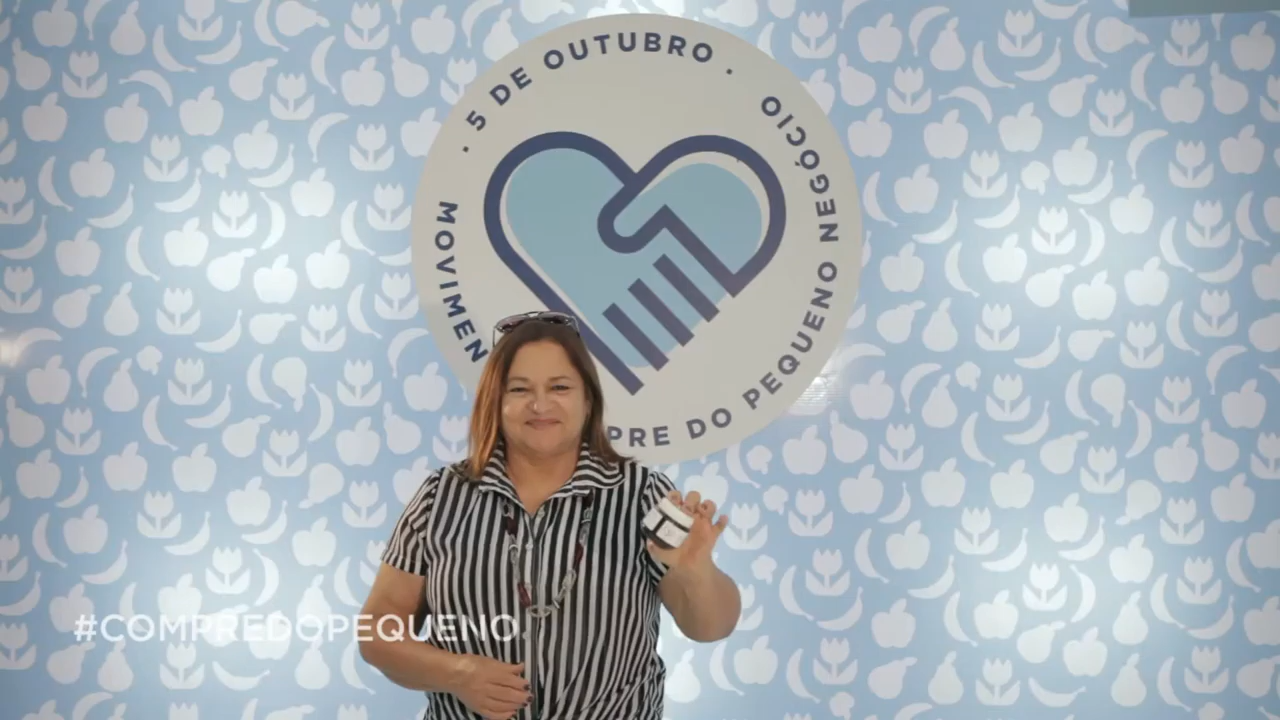 · 5 DE OUTUBRO ·
MOVIMEN
PRE DO PEQUENO NEGÓCIO
#COMPREDOPEQUENO